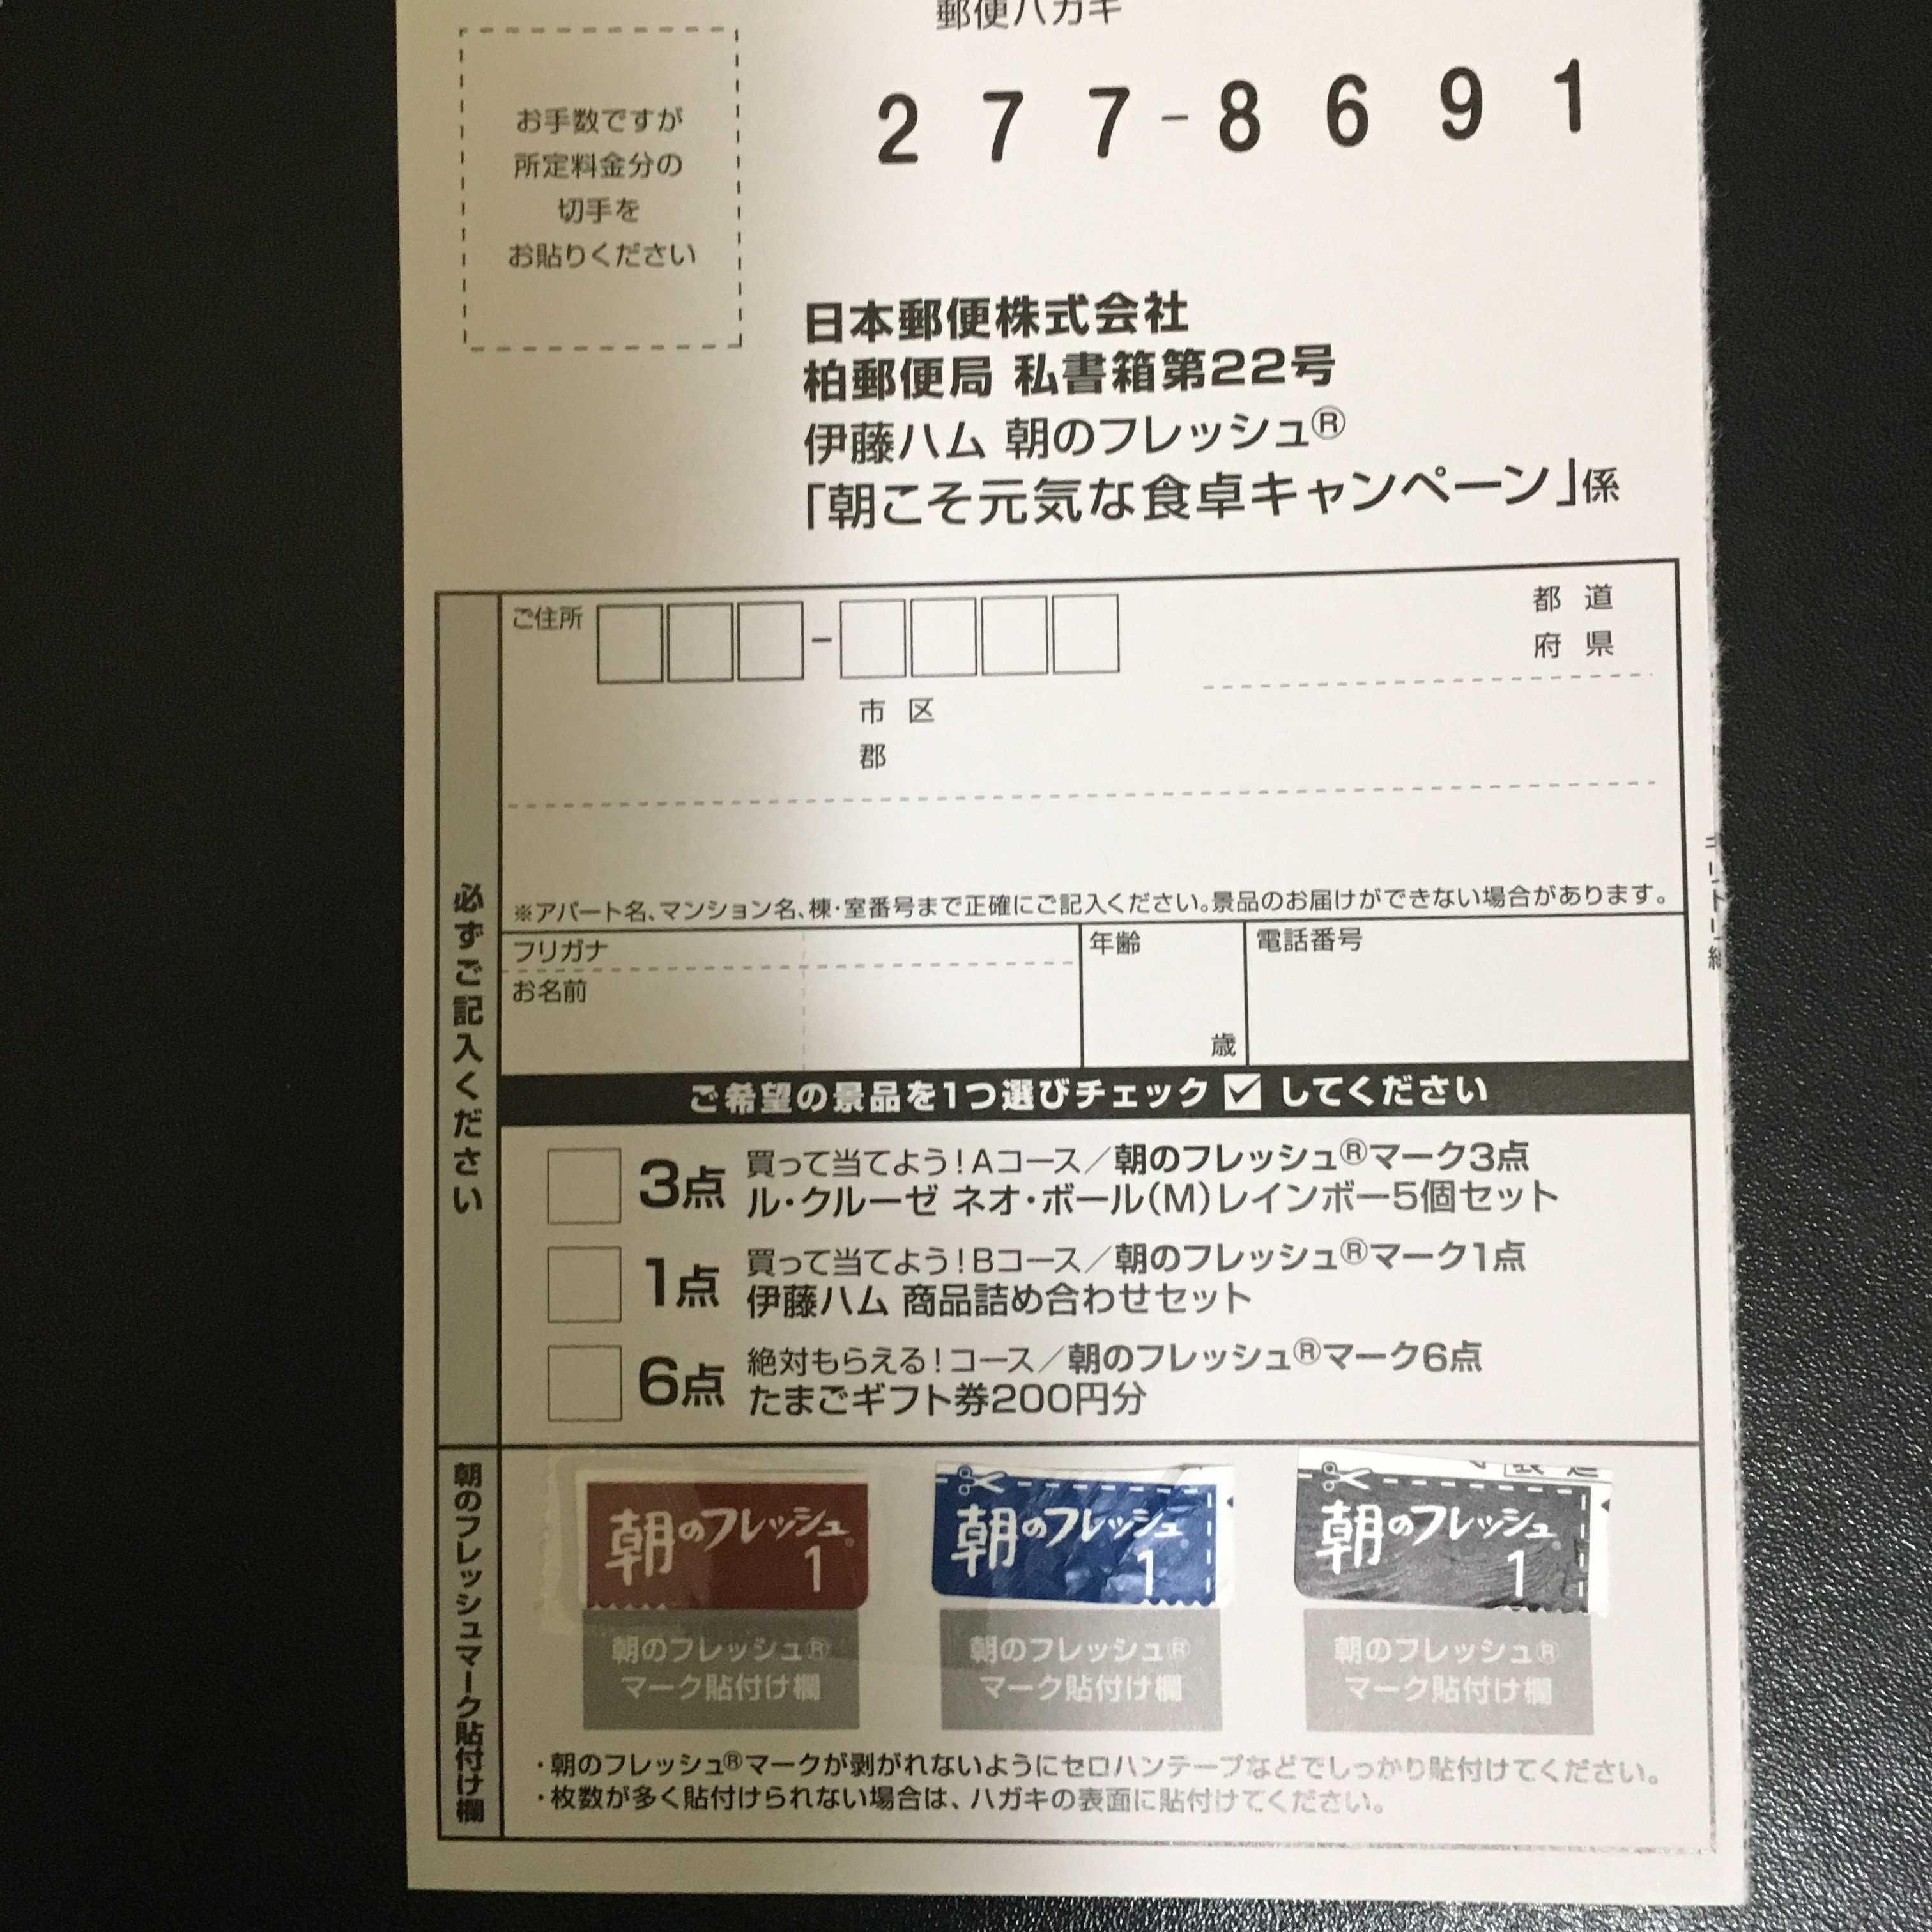 郵便ハガキ
277-8691
お手数ですが
所定料金分の
切手を
お貼りください
日本郵便株式会社
柏郵便局 私書箱第22号
伊藤ハム 朝のフレッシュ®
「朝こそ元気な食卓キャンペーン」係
必ずご記入ください
ご住所
-
都 道
府 県
市 区
郡
※アパート名、マンション名、棟・室番号まで正確にご記入ください。景品のお届けができない場合があります。
フリガナ
お名前
年齢
歳
電話番号
ご希望の景品を1つ選びチェック☑してください
3点 買って当てよう!Aコース/朝のフレッシュ®マーク3点
ル・クルーゼ ネオ・ボール(M)レインボー5個セット
1点 買って当てよう!Bコース/朝のフレッシュ®マーク1点
伊藤ハム 商品詰め合わせセット
6点 絶対もらえる!コース/朝のフレッシュ®マーク6点
たまごギフト券200円分
朝のフレッシュマーク貼付け欄
朝のフレッシュ
1
朝のフレッシュ
1
朝のフレッシュ
1
朝のフレッシュ®
マーク貼付け欄
朝のフレッシュ®
マーク貼付け欄
朝のフレッシュ®
マーク貼付け欄
・朝のフレッシュ®マークが剥がれないようにセロハンテープなどでしっかり貼付けてください。
・枚数が多く貼付けられない場合は、ハガキの表面に貼付けてください。